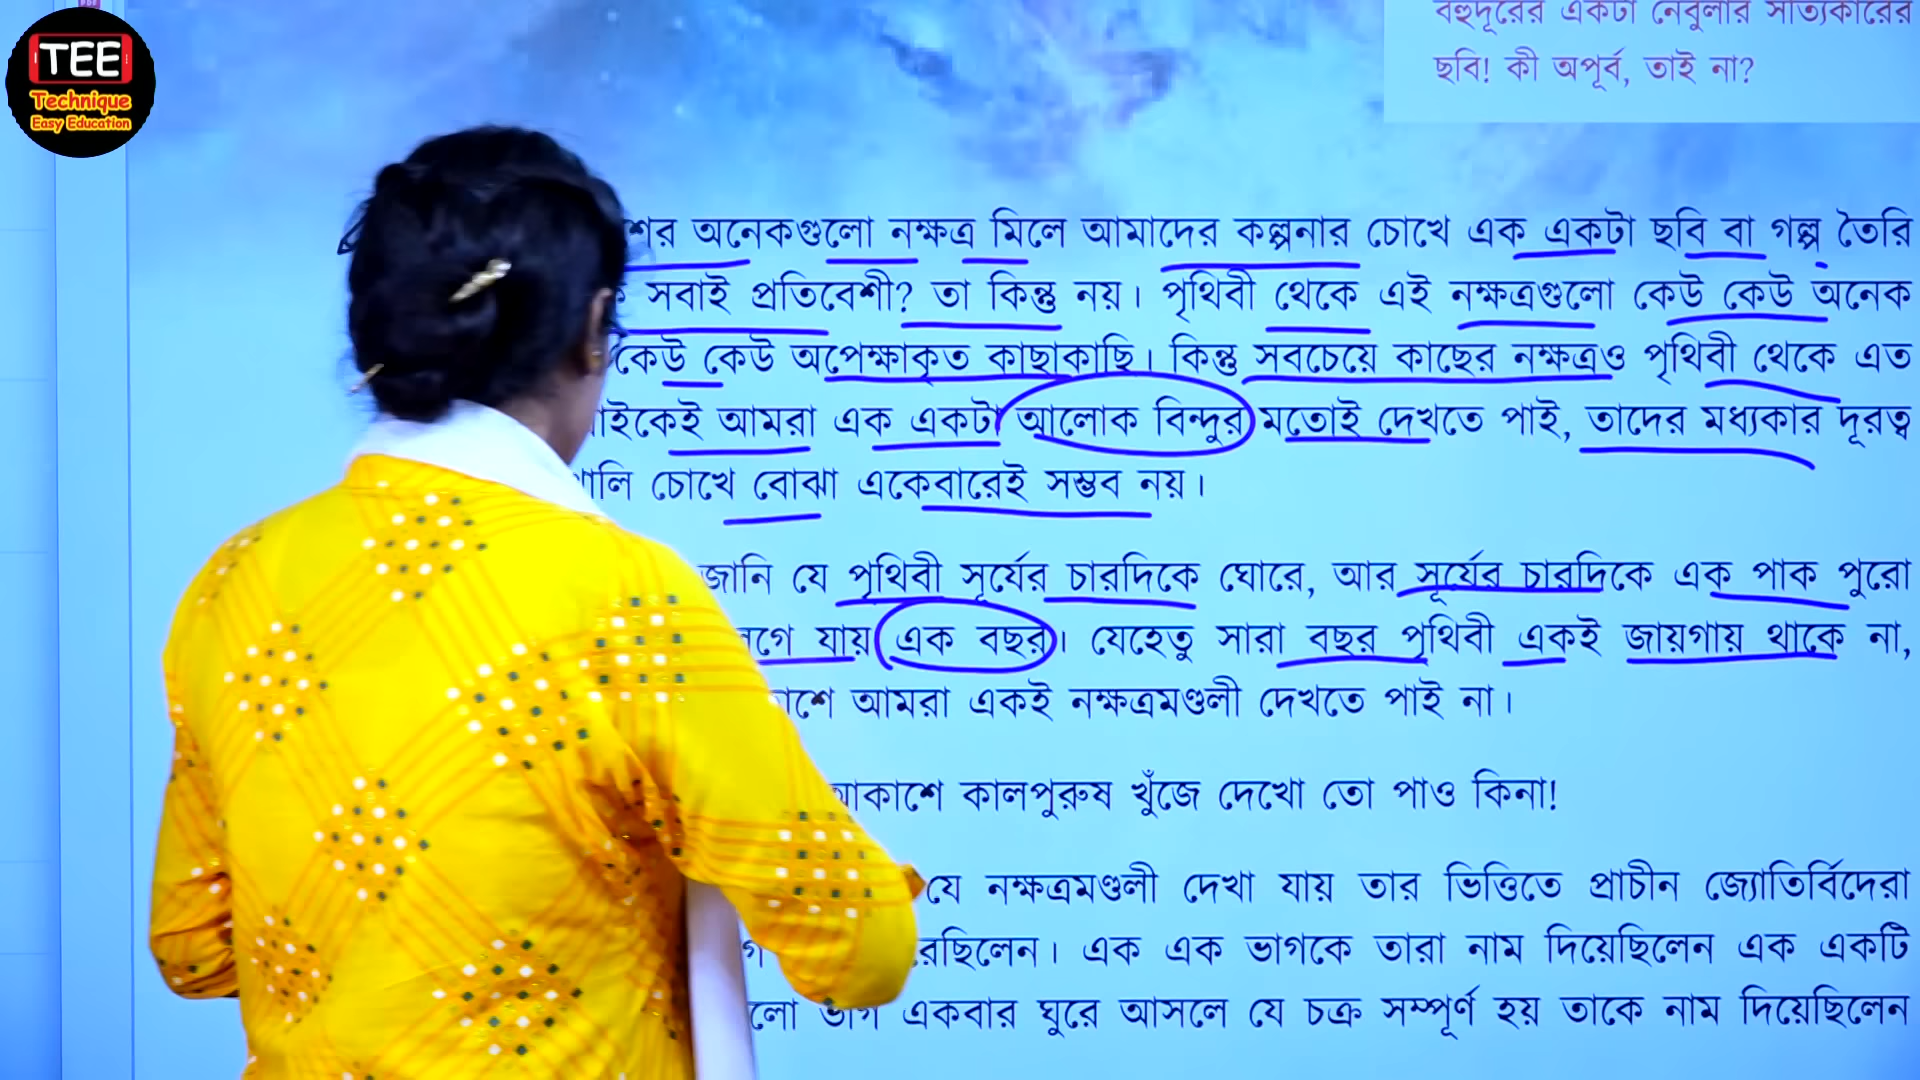 TEE
Technique
Easy Education
বহুদূরের একটা নেবুলার সত্যিকারের
ছবি! কী অপূর্ব, তাই না?
অনেকগুলো নক্ষত্র মিলে আমাদের কল্পনার চোখে এক একটা ছবি বা গল্প তৈরি
সবাই প্রতিবেশী? তা কিন্তু নয়। পৃথিবী থেকে এই নক্ষত্রগুলো কেউ কেউ অনেক
কেউ কেউ অপেক্ষাকৃত কাছাকাছি। কিন্তু সবচেয়ে কাছের নক্ষত্রও পৃথিবী থেকে এত
আমরা এক একটা আলোক বিন্দুর মতোই দেখতে পাই, তাদের মধ্যকার দূরত্ব
চোখে বোঝা একেবারেই সম্ভব নয়।
জানি যে পৃথিবী সূর্যের চারদিকে ঘোরে, আর সূর্যের চারদিকে এক পাক পুরো
যায় এক বছর। যেহেতু সারা বছর পৃথিবী একই জায়গায় থাকে না,
আমরা একই নক্ষত্রমণ্ডলী দেখতে পাই না।
আকাশে কালপুরুষ খুঁজে দেখো তো পাও কিনা!
যে নক্ষত্রমণ্ডলী দেখা যায় তার ভিত্তিতে প্রাচীন জ্যোতির্বিদেরা
এক এক ভাগকে তারা নাম দিয়েছিলেন এক একটি
ভাগ একবার ঘুরে আসলে যে চক্র সম্পূর্ণ হয় তাকে নাম দিয়েছিলেন